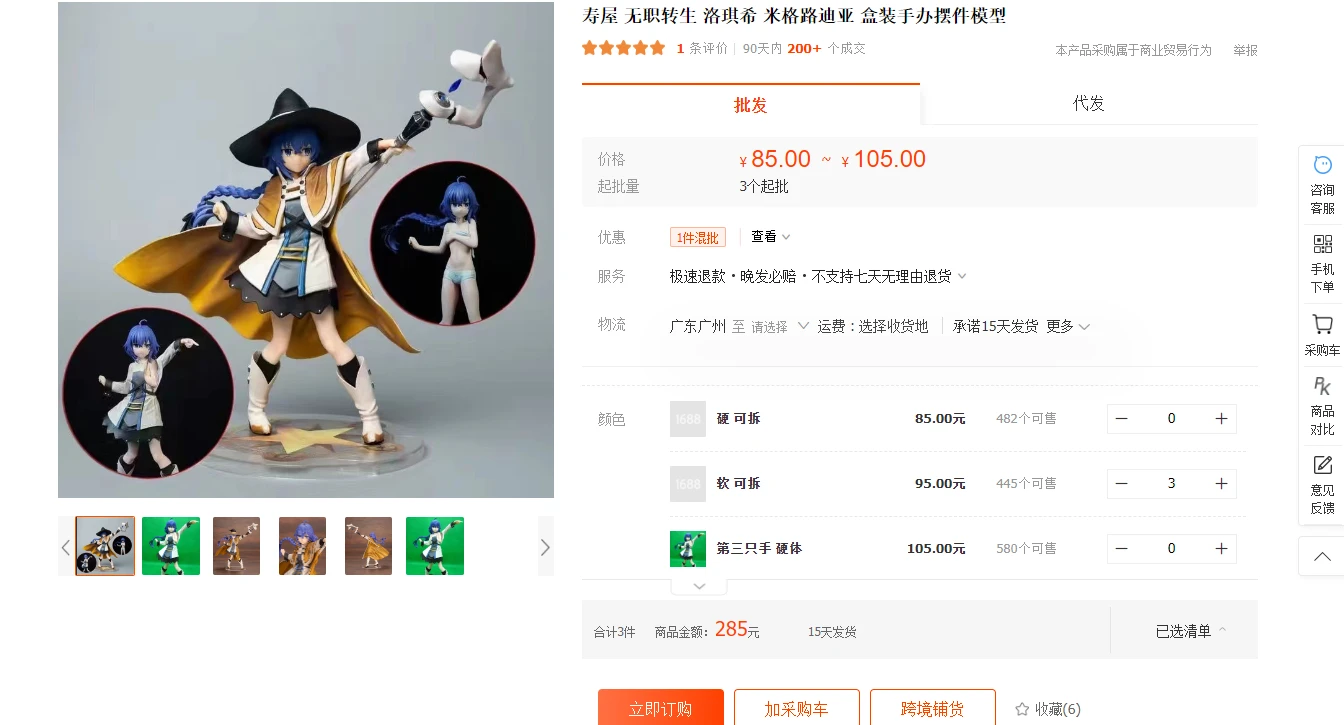 寿屋 无职转生 洛琪希 米格路迪亚 盒装手办摆件模型
1 条评价 90天内 200+ 个成交 本产品采购属于商业贸易行为 举报
批发 代发
价格 ¥ 85.00 ~ ¥ 105.00
起批量 3个起批
优惠 1件混批 查看
服务 极速退款·晚发必赔·不支持七天无理由退货
物流 广东广州 至 请选择 运费：选择收货地 承诺15天发货 更多
颜色 1688 硬 可拆 85.00元 482个可售 — 0 +
1688 软 可拆 95.00元 445个可售 — 3 +
第三只手 硬体 105.00元 580个可售 — 0 +
合计3件 商品金额: 285元 15天发货 已选清单
立即订购 加采购车 跨境铺货 收藏(6)
咨询
客服
手机
下单
采购车
PK
商品
对比
意见
反馈